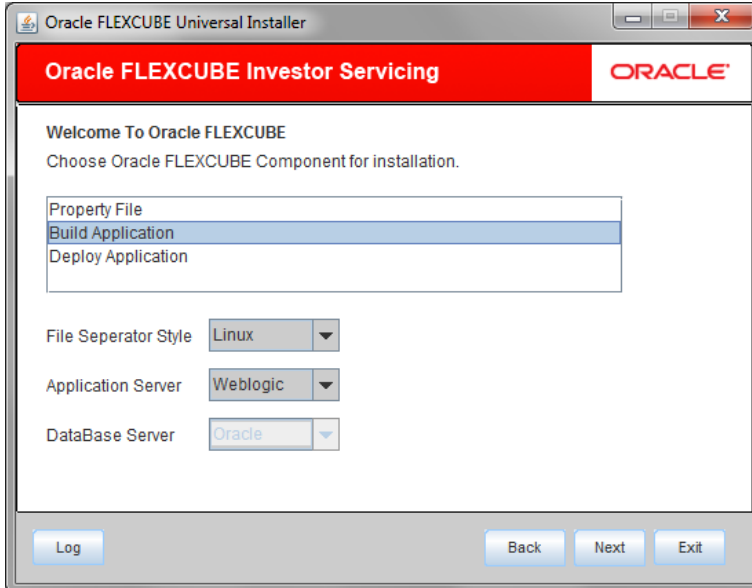 Oracle FLEXCUBE Universal Installer
Oracle FLEXCUBE Investor Servicing
ORACLE
Welcome To Oracle FLEXCUBE
Choose Oracle FLEXCUBE Component for installation.
Property File
Build Application
Deploy Application
File Seperator Style Linux
Application Server Weblogic
DataBase Server Oracle
Log Back Next Exit